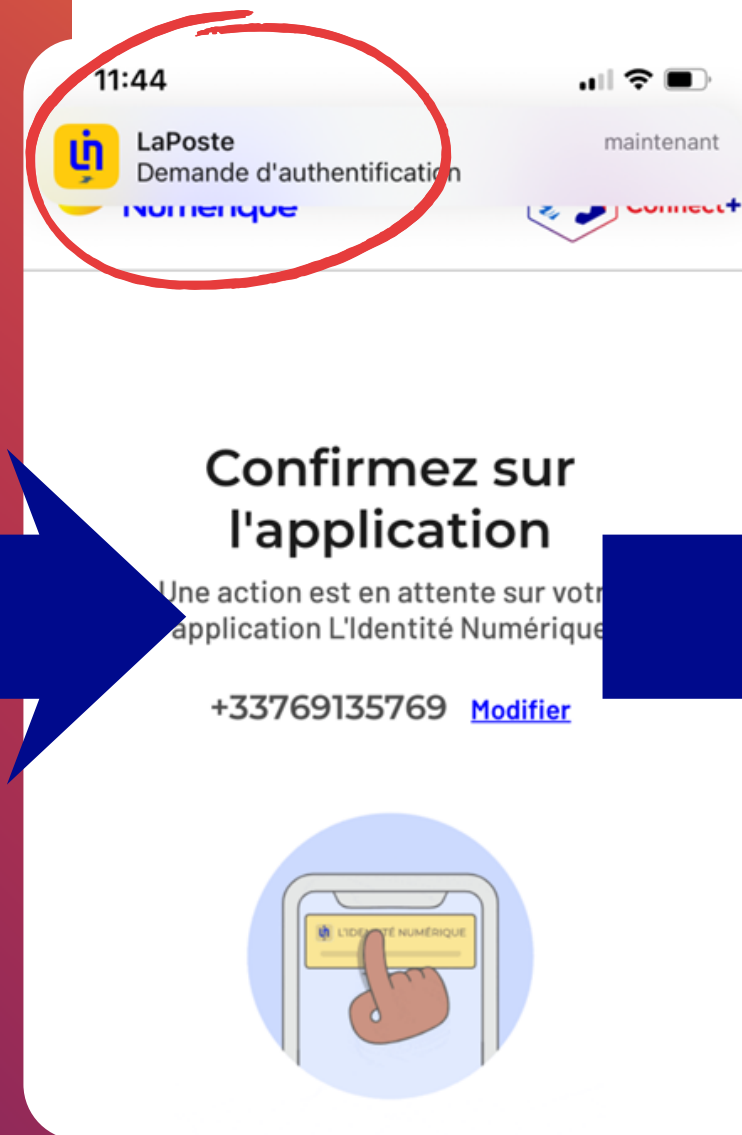 11:44
LaPoste
maintenant
Demande d'authentification
Numérique
Connect+
Confirmez sur
l'application
Une action est en attente sur votr
application L'Identité Numérique
+33769135769 Modifier
L'IDENTITÉ NUMÉRIQUE